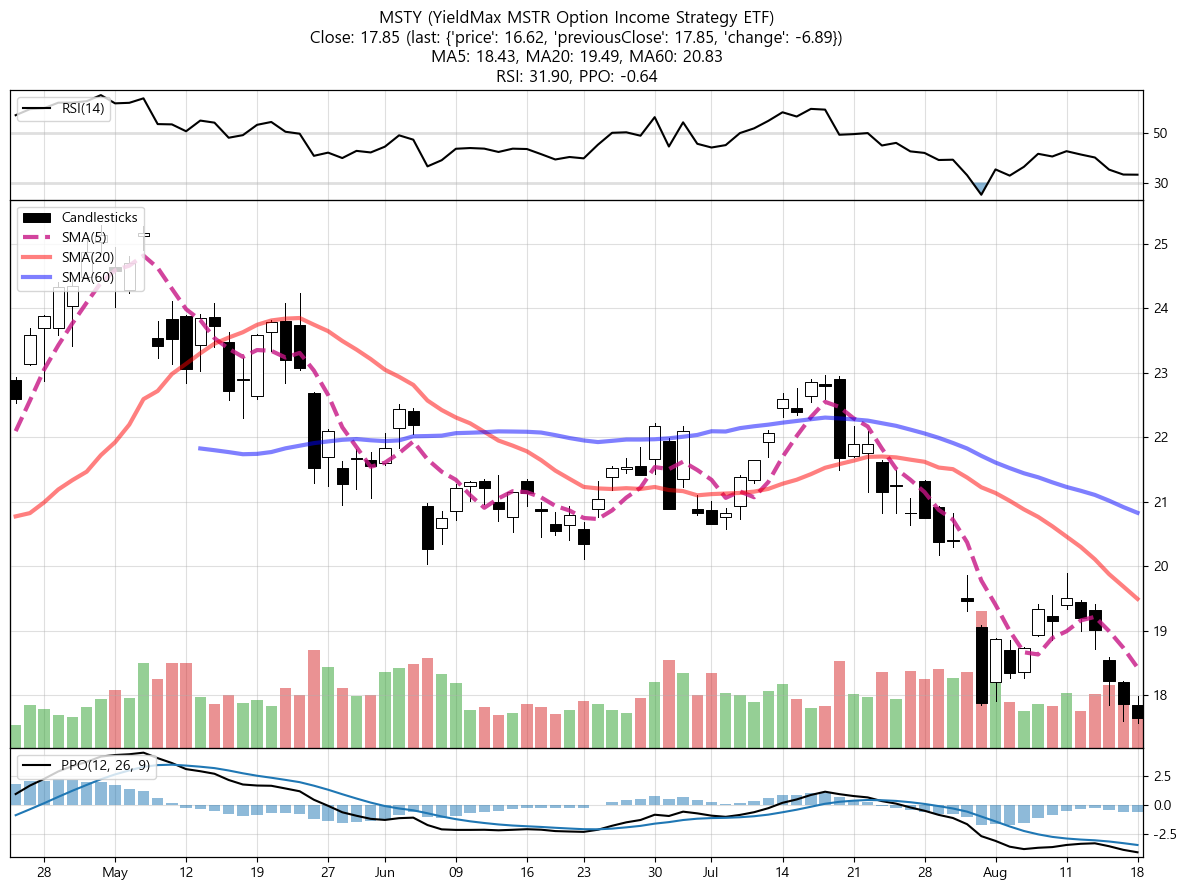 MSTY (YieldMax MSTR Option Income Strategy ETF)
Close: 17.85 (last: {'price': 16.62, 'previousClose': 17.85, 'change': -6.89})
MA5: 18.43, MA20: 19.49, MA60: 20.83
RSI: 31.90, PPO: -0.64
RSI(14)
50
30
Candlesticks
SMA(5)
SMA(20)
SMA(60)
25
24
23
22
21
20
19
18
PPO(12, 26, 9)
2.5
0.0
-2.5
28 May 12 19 27 Jun 09 16 23 30 Jul 14 21 28 Aug 11 18